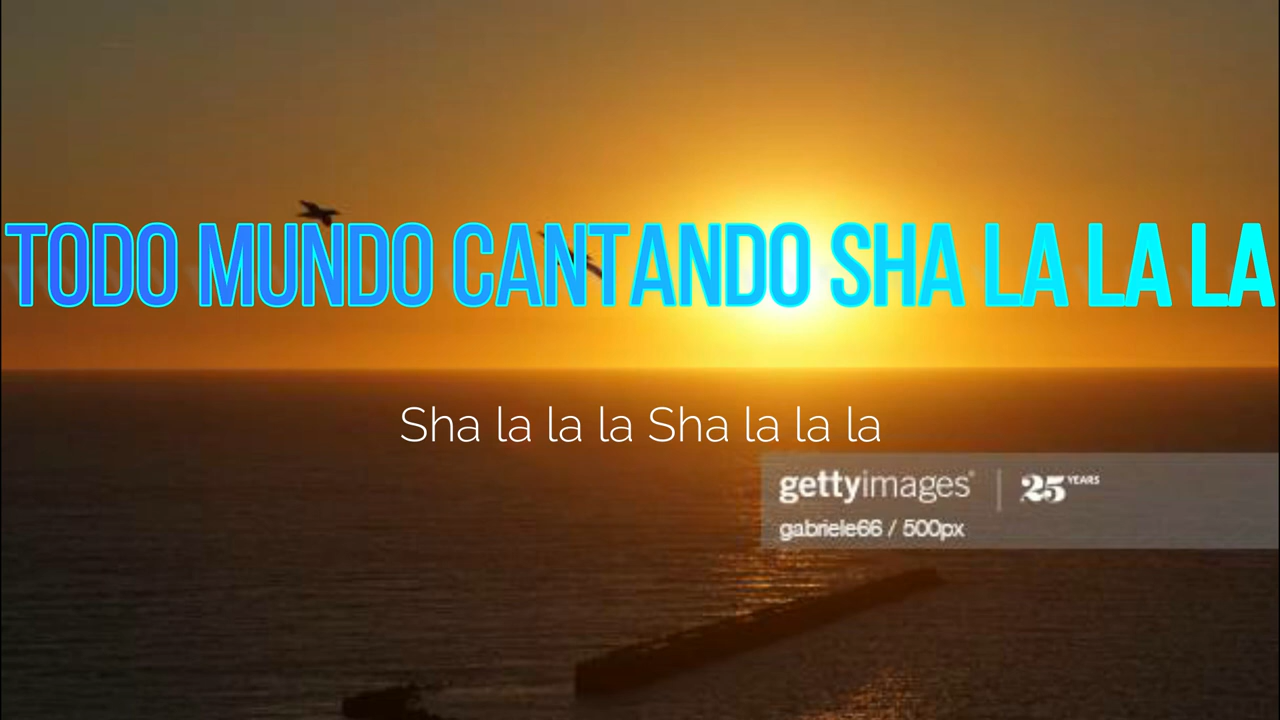 TODO MUNDO CANTANDO SHA LA LA LA
Sha la la la Sha la la la
gettyimages® | 25 YEARS
gabriele66 / 500px